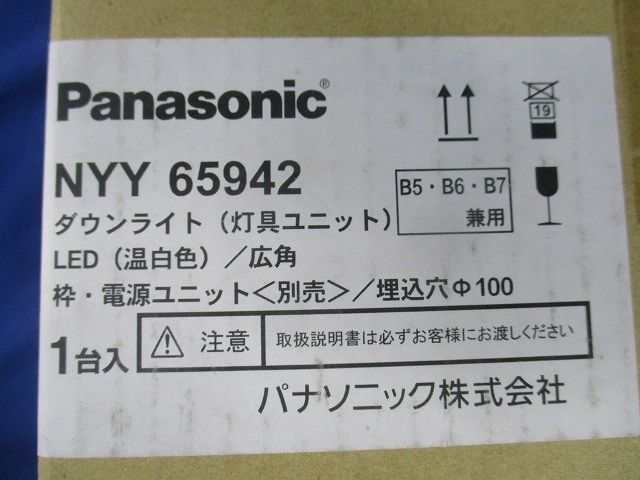 Panasonic®
19
NYY 65942
B5・B6・B7
兼用
ダウンライト（灯具ユニット）
LED（温白色）／広角
枠・電源ユニット＜別売＞／埋込穴Φ100
1台入
注意
取扱説明書は必ずお客様にお渡しください
パナソニック株式会社